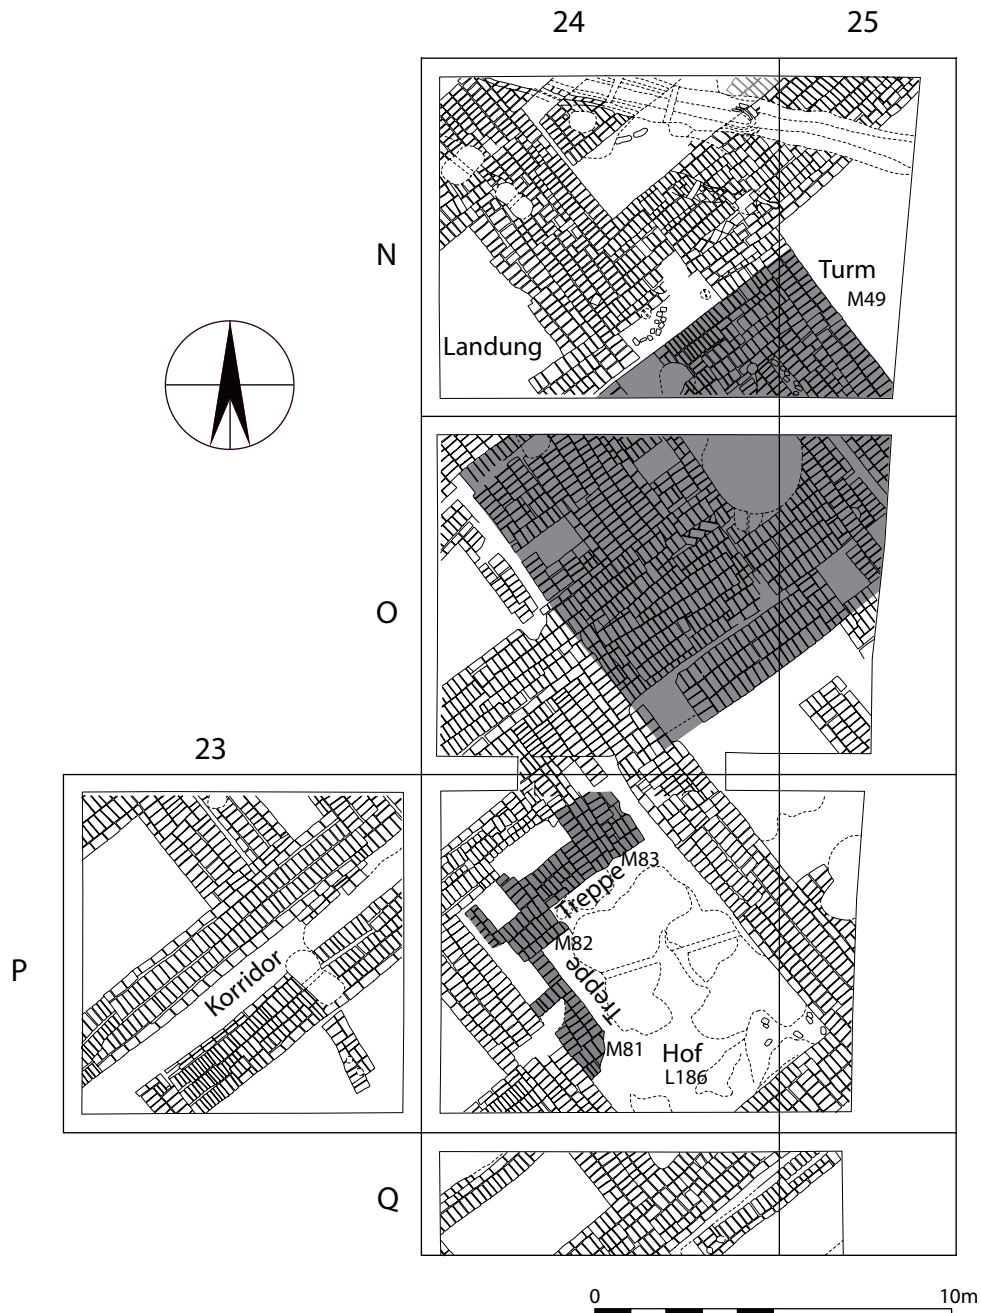 24
25
N
Turm
M49
Landung
O
23
M83
Treppe
M82
Treppe
P
Korridor
M81
Hof
L186
Q
0
10m